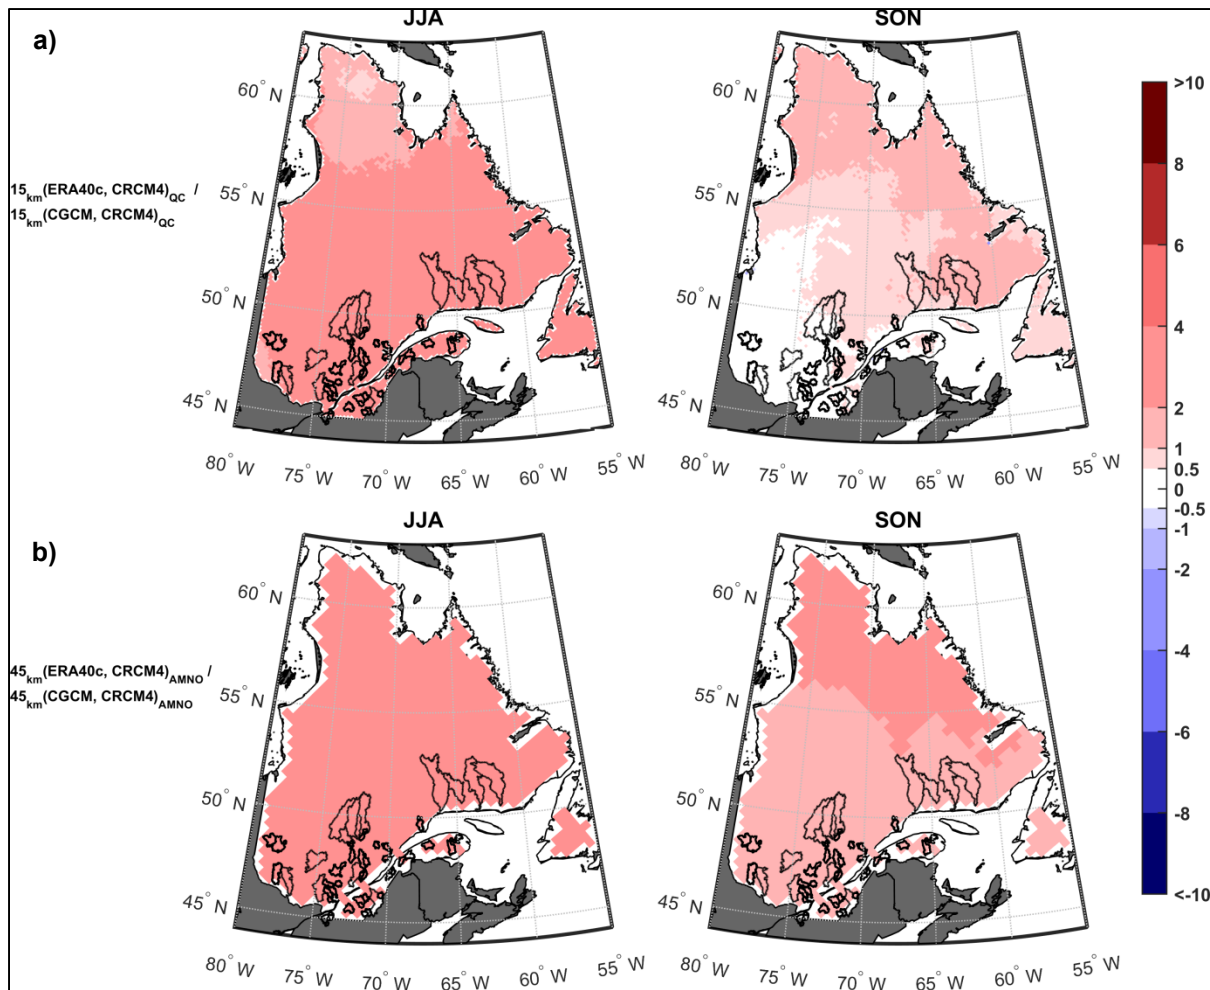 JJA
SON
a)
60° N
55° N
50° N
45° N
80° W
75° W
70° W
65° W
60° W
55° W
60° N
55° N
50° N
45° N
80° W
75° W
70° W
65° W
60° W
55° W
15km(ERA40c, CRCM4)QC /
15km(CGCM, CRCM4)QC
JJA
SON
b)
60° N
55° N
50° N
45° N
80° W
75° W
70° W
65° W
60° W
55° W
60° N
55° N
50° N
45° N
80° W
75° W
70° W
65° W
60° W
55° W
45km(ERA40c, CRCM4)AMNO /
45km(CGCM, CRCM4)AMNO
>10
8
6
4
2
1
0.5
0
-0.5
-1
-2
-4
-6
-8
<-10